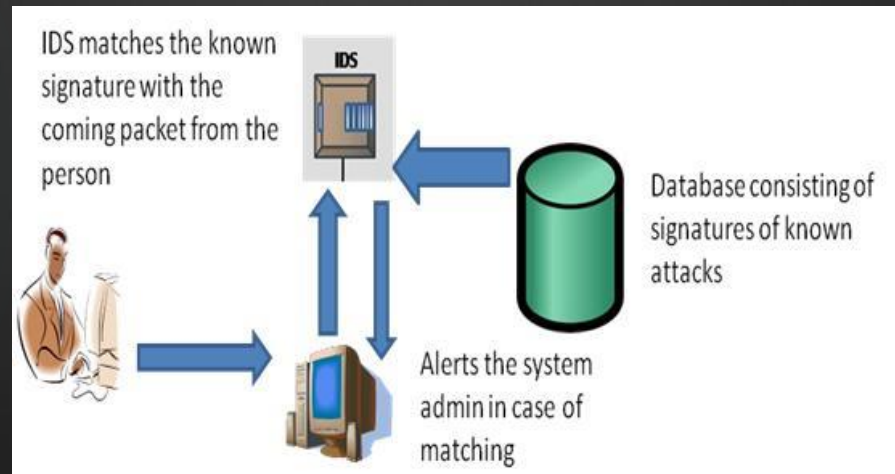 IDS matches the known
signature with the
coming packet from the
person
IDS
Database consisting of
signatures of known
attacks
Alerts the system
admin in case of
matching